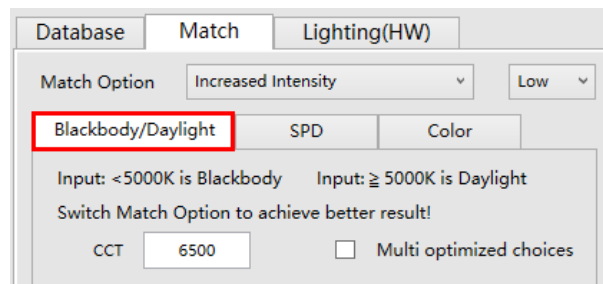 Database Match Lighting(HW)
Match Option Increased Intensity Low
Blackbody/Daylight SPD Color
Input: <5000K is Blackbody Input: ≧ 5000K is Daylight
Switch Match Option to achieve better result!
CCT 6500 Multi optimized choices